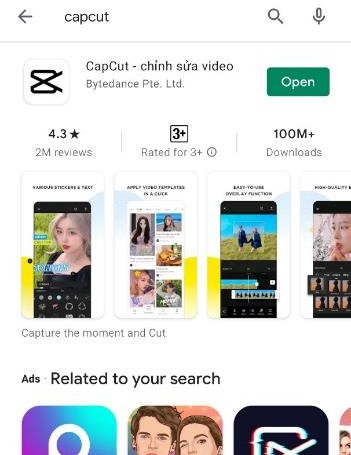 capcut
CapCut - chỉnh sửa video
Bytedance Pte. Ltd.
Open
4.3★
3+
100M+
2M reviews
Rated for 3+
Downloads
VARIOUS STICKERS & TEXT
APPLY VIDEO TEMPLATES
IN A CLICK
EASY-TO-USE
OVERLAY FUNCTION
HIGH-QUALITY
Capture the moment and Cut
Ads · Related to your search